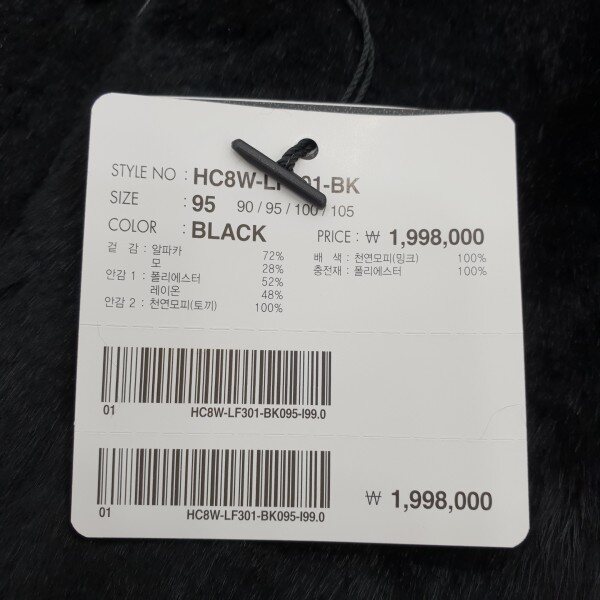 STYLE NO : HC8W-LF301-BK
SIZE : 95 90 / 95 / 100 / 105
COLOR : BLACK PRICE : ₩ 1,998,000
겉 감 : 알파카 72% 배 색 : 천연모피(밍크) 100%
모 28% 충전재 : 폴리에스터 100%
안감 1 : 폴리에스터 52%
레이온 48%
안감 2 : 천연모피(토끼) 100%
01 HC8W-LF301-BK095-I99.0
₩ 1,998,000
01 HC8W-LF301-BK095-I99.0